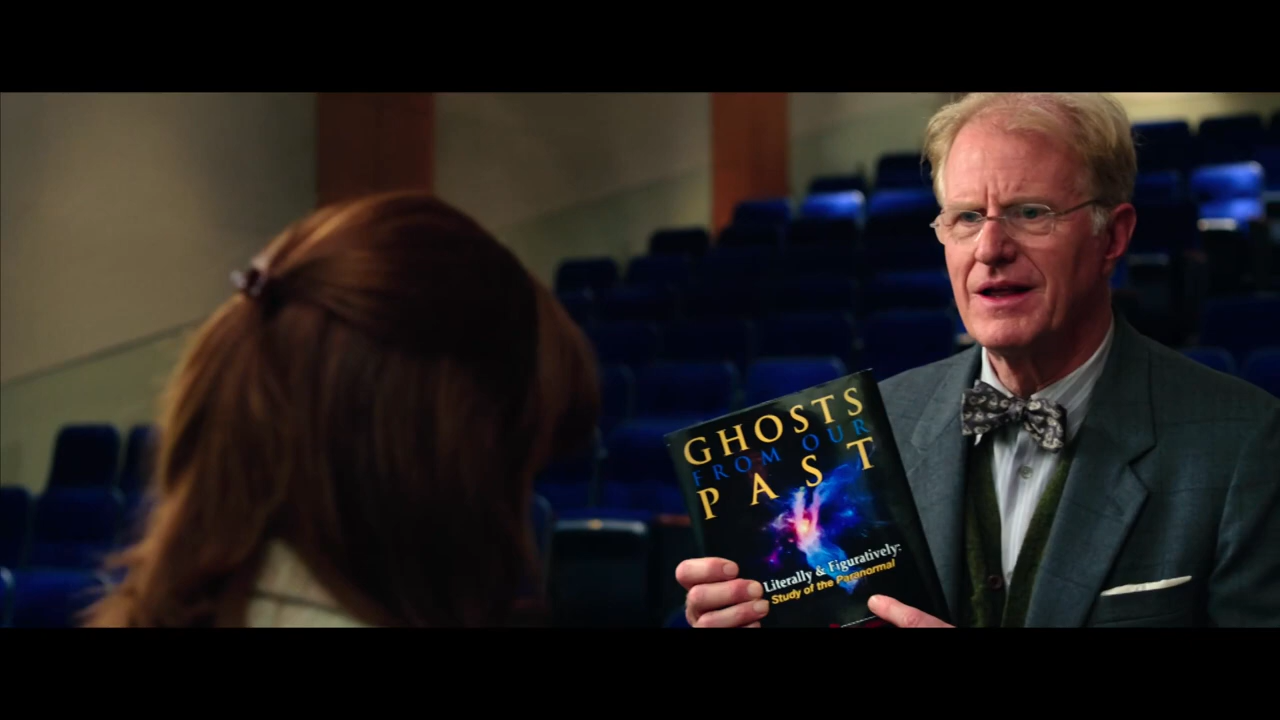 GHOSTS
FROM OUR
PAST
Literally & Figuratively:
Study of the Paranormal